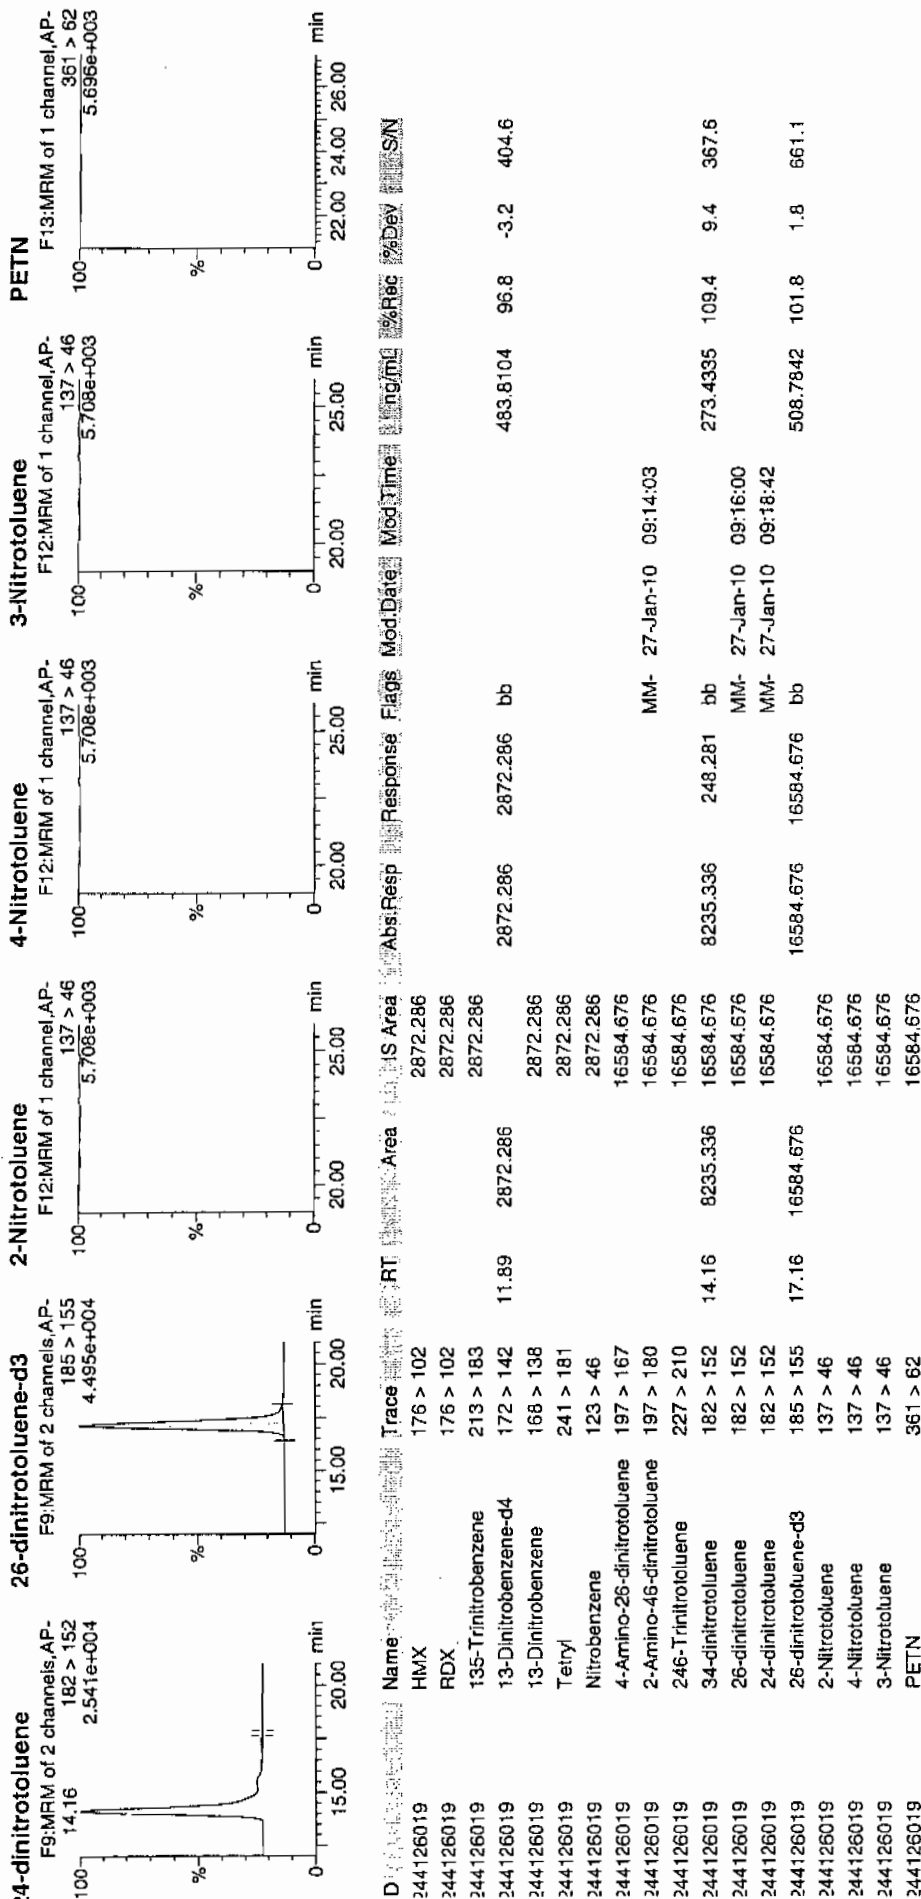 4-dinitrotoluene
F9:MRM of 2 channels,AP-
182 > 152
2.541e+004
14.16
100
%
0
15.00
20.00
min
26-dinitrotoluene-d3
F9:MRM of 2 channels,AP-
185 > 155
4.495e+004
100
%
0
15.00
20.00
min
2-Nitrotoluene
F12:MRM of 1 channel,AP-
137 > 46
5.708e+003
100
%
0
20.00
25.00
min
4-Nitrotoluene
F12:MRM of 1 channel,AP-
137 > 46
5.708e+003
100
%
0
20.00
25.00
min
3-Nitrotoluene
F12:MRM of 1 channel,AP-
137 > 46
5.708e+003
100
%
0
20.00
25.00
min
PETN
F13:MRM of 1 channel,AP-
361 > 62
5.696e+003
100
%
0
22.00
24.00
26.00
min
D Name Trace RT Area IS Area Abs.Resp Response Flags Mod.Date Mod.Time ng/mL %Rec %Dev S/N
244126019 HMX 176 > 102 2872.286
244126019 RDX 176 > 102 2872.286
244126019 135-Trinitrobenzene 213 > 183 2872.286
244126019 13-Dinitrobenzene-d4 172 > 142 11.89 2872.286 2872.286 2872.286 bb 483.8104 96.8 -3.2 404.6
244126019 13-Dinitrobenzene 168 > 138 2872.286
244126019 Tetryl 241 > 181 2872.286
244126019 Nitrobenzene 123 > 46 2872.286
244126019 4-Amino-26-dinitrotoluene 197 > 167 16584.676
244126019 2-Amino-46-dinitrotoluene 197 > 180 16584.676 MM- 27-Jan-10 09:14:03
244126019 246-Trinitrotoluene 227 > 210 16584.676
244126019 34-dinitrotoluene 182 > 152 14.16 8235.336 16584.676 8235.336 248.281 bb 273.4335 109.4 9.4 367.6
244126019 26-dinitrotoluene 182 > 152 16584.676 MM- 27-Jan-10 09:16:00
244126019 24-dinitrotoluene 182 > 152 16584.676 MM- 27-Jan-10 09:18:42
244126019 26-dinitrotoluene-d3 185 > 155 17.16 16584.676 16584.676 16584.676 bb 508.7842 101.8 1.8 661.1
244126019 2-Nitrotoluene 137 > 46 16584.676
244126019 4-Nitrotoluene 137 > 46 16584.676
244126019 3-Nitrotoluene 137 > 46 16584.676
244126019 PETN 361 > 62 16584.676